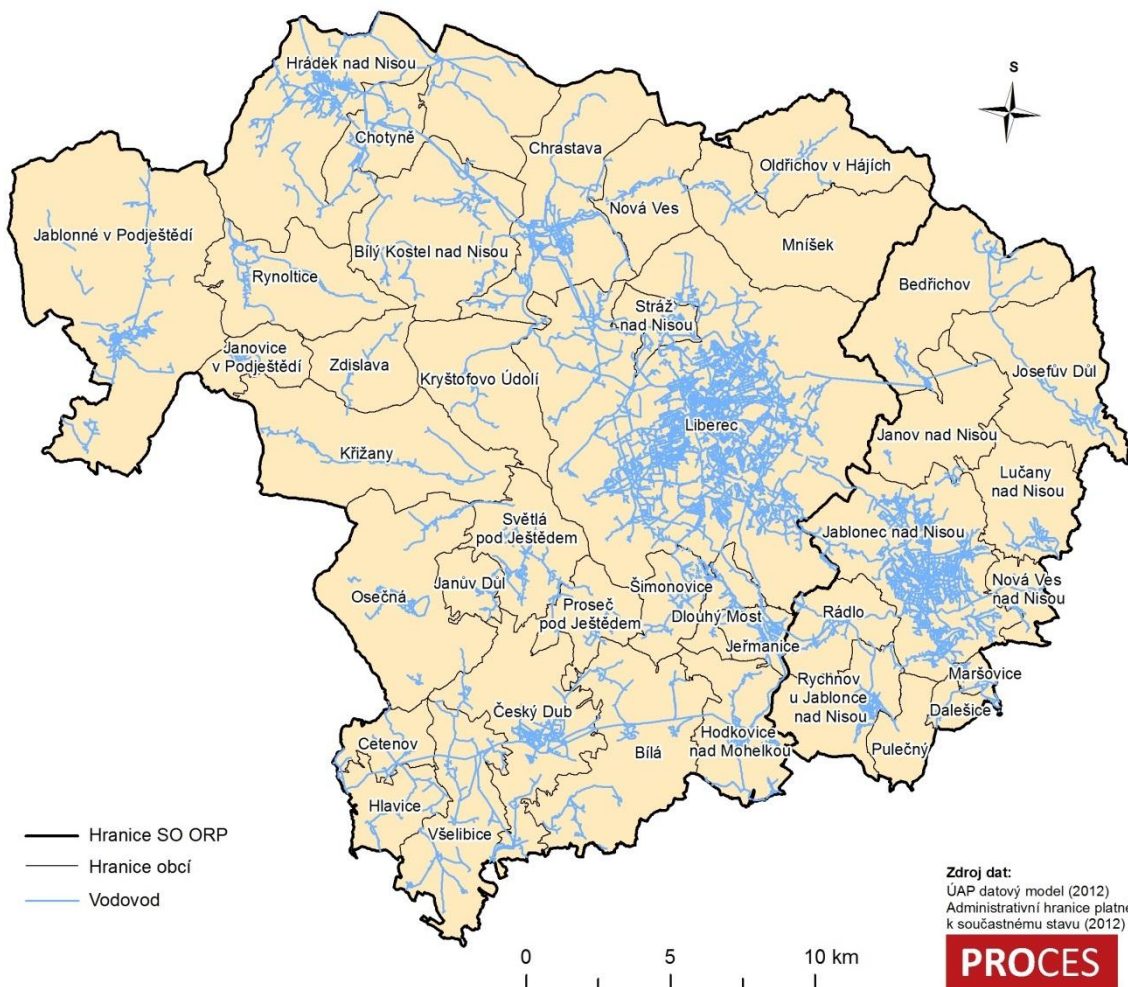 Hrádek nad Nisou
S
Chotyně
Chrastava
Oldřichov v Hájích
Nová Ves
Jablonné v Podještědí
Bílý Kostel nad Nisou
Mníšek
Rynoltice
Bedřichov
Stráž
nad Nisou
Janovice
v Podještědí
Zdislava
Kryštofovo Údolí
Josefův Důl
Liberec
Janov nad Nisou
Křižany
Lučany
nad Nisou
Světlá
pod Ještědem
Jablonec nad Nisou
Osečná
Janův Důl
Šimonovice
Nová Ves
nad Nisou
Proseč
pod Ještědem
Dlouhý Most
Rádlo
Jeřmanice
Maršovice
Rychnov
u Jablonce
nad Nisou
Dalešice
Český Dub
Hodkovice
nad Mohelkou
Cetenov
Bílá
Pulečný
Hlavice
Všelibice
Hranice SO ORP
Hranice obcí
Vodovod
Zdroj dat:
ÚAP datový model (2012)
Administrativní hranice platné
k součastnému stavu (2012)
0 5 10 km
PROCES